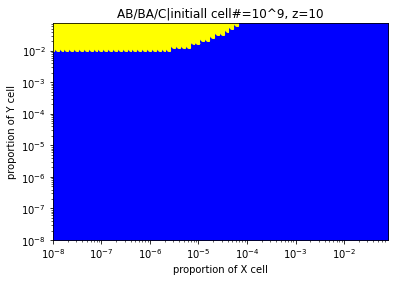 AB/BA/C|initiall cell#=10^9, z=10
proportion of Y cell
10⁻²
10⁻³
10⁻⁴
10⁻⁵
10⁻⁶
10⁻⁷
10⁻⁸
10⁻⁸ 10⁻⁷ 10⁻⁶ 10⁻⁵ 10⁻⁴ 10⁻³ 10⁻²
proportion of X cell